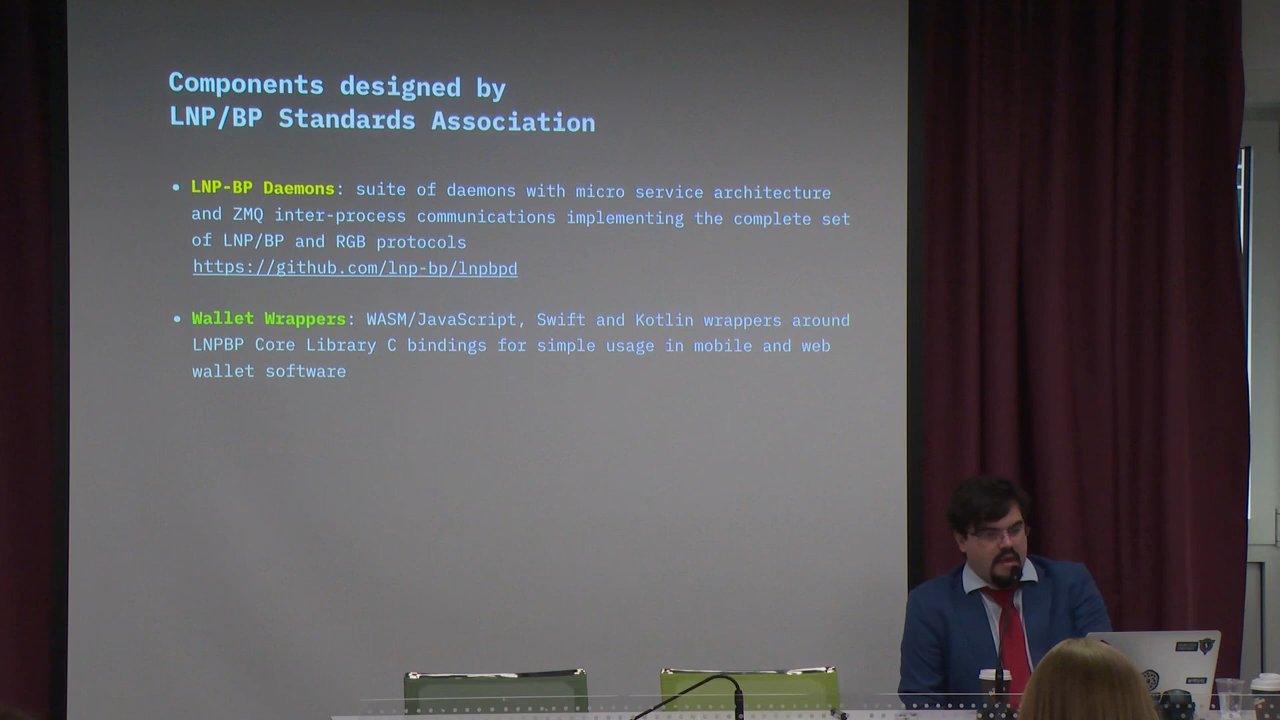 Components designed by
LNP/BP Standards Association
• LNP-BP Daemons: suite of daemons with micro service architecture
and ZMQ inter-process communications implementing the complete set
of LNP/BP and RGB protocols
https://github.com/lnp-bp/lnpbpd
• Wallet Wrappers: WASM/JavaScript, Swift and Kotlin wrappers around
LNPBP Core Library C bindings for simple usage in mobile and web
wallet software